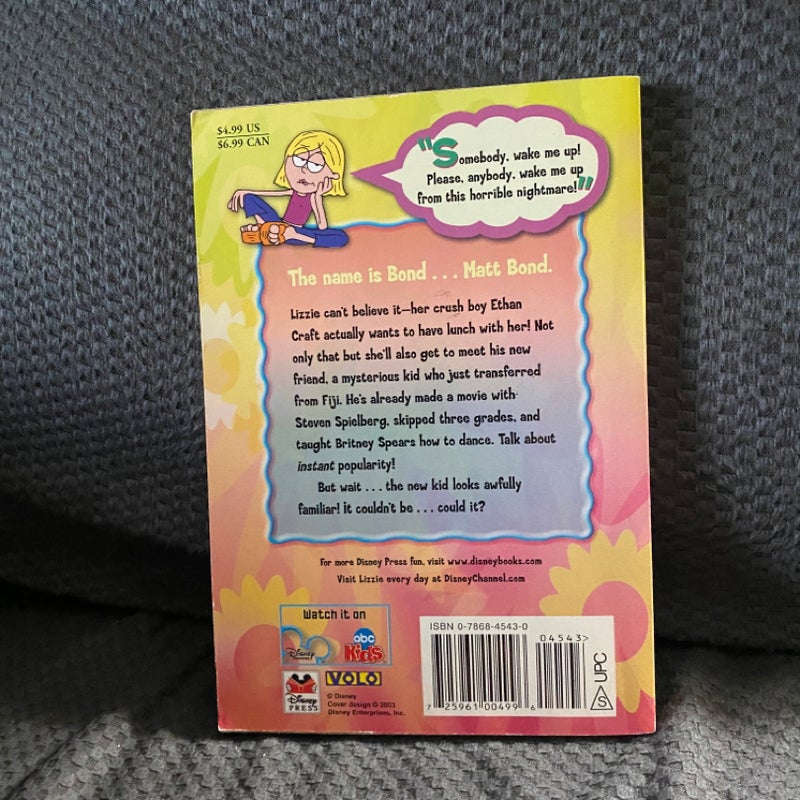 $4.99 US
$6.99 CAN
"Somebody, wake me up!
Please, anybody, wake me up
from this horrible nightmare!"
The name is Bond . . . Matt Bond.
Lizzie can't believe it—her crush boy Ethan
Craft actually wants to have lunch with her! Not
only that but she'll also get to meet his new
friend, a mysterious kid who just transferred
from Fiji. He's already made a movie with
Steven Spielberg, skipped three grades, and
taught Britney Spears how to dance. Talk about
instant popularity!
But wait . . . the new kid looks awfully
familiar! It couldn't be . . . could it?
For more Disney Press fun, visit www.disneybooks.com
Visit Lizzie every day at DisneyChannel.com
Watch it on
Disney
abc
Kids
Disney
PRESS
VOLO
© Disney
Cover design © 2003
Disney Enterprises, Inc.
ISBN 0-7868-4543-0
04543>
7 25961 00499 6
S UPC